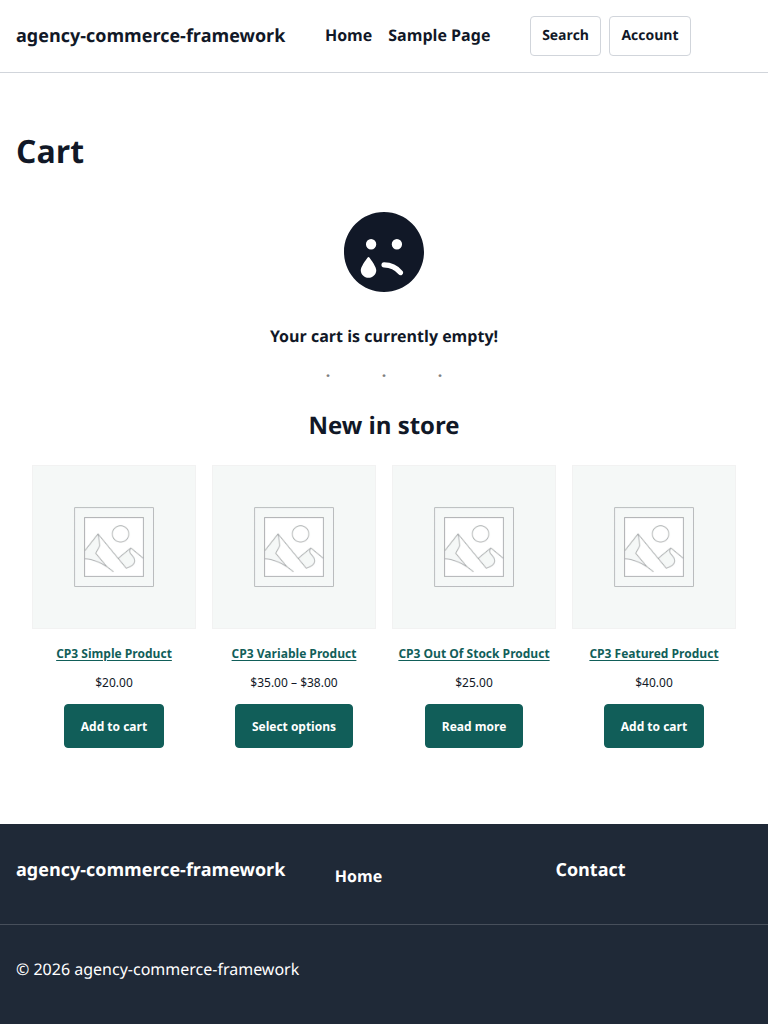 agency-commerce-framework
Home Sample Page
Search Account
Cart
Your cart is currently empty!
New in store
CP3 Simple Product
$20.00
Add to cart
CP3 Variable Product
$35.00 – $38.00
Select options
CP3 Out Of Stock Product
$25.00
Read more
CP3 Featured Product
$40.00
Add to cart
agency-commerce-framework
Home
Contact
© 2026 agency-commerce-framework